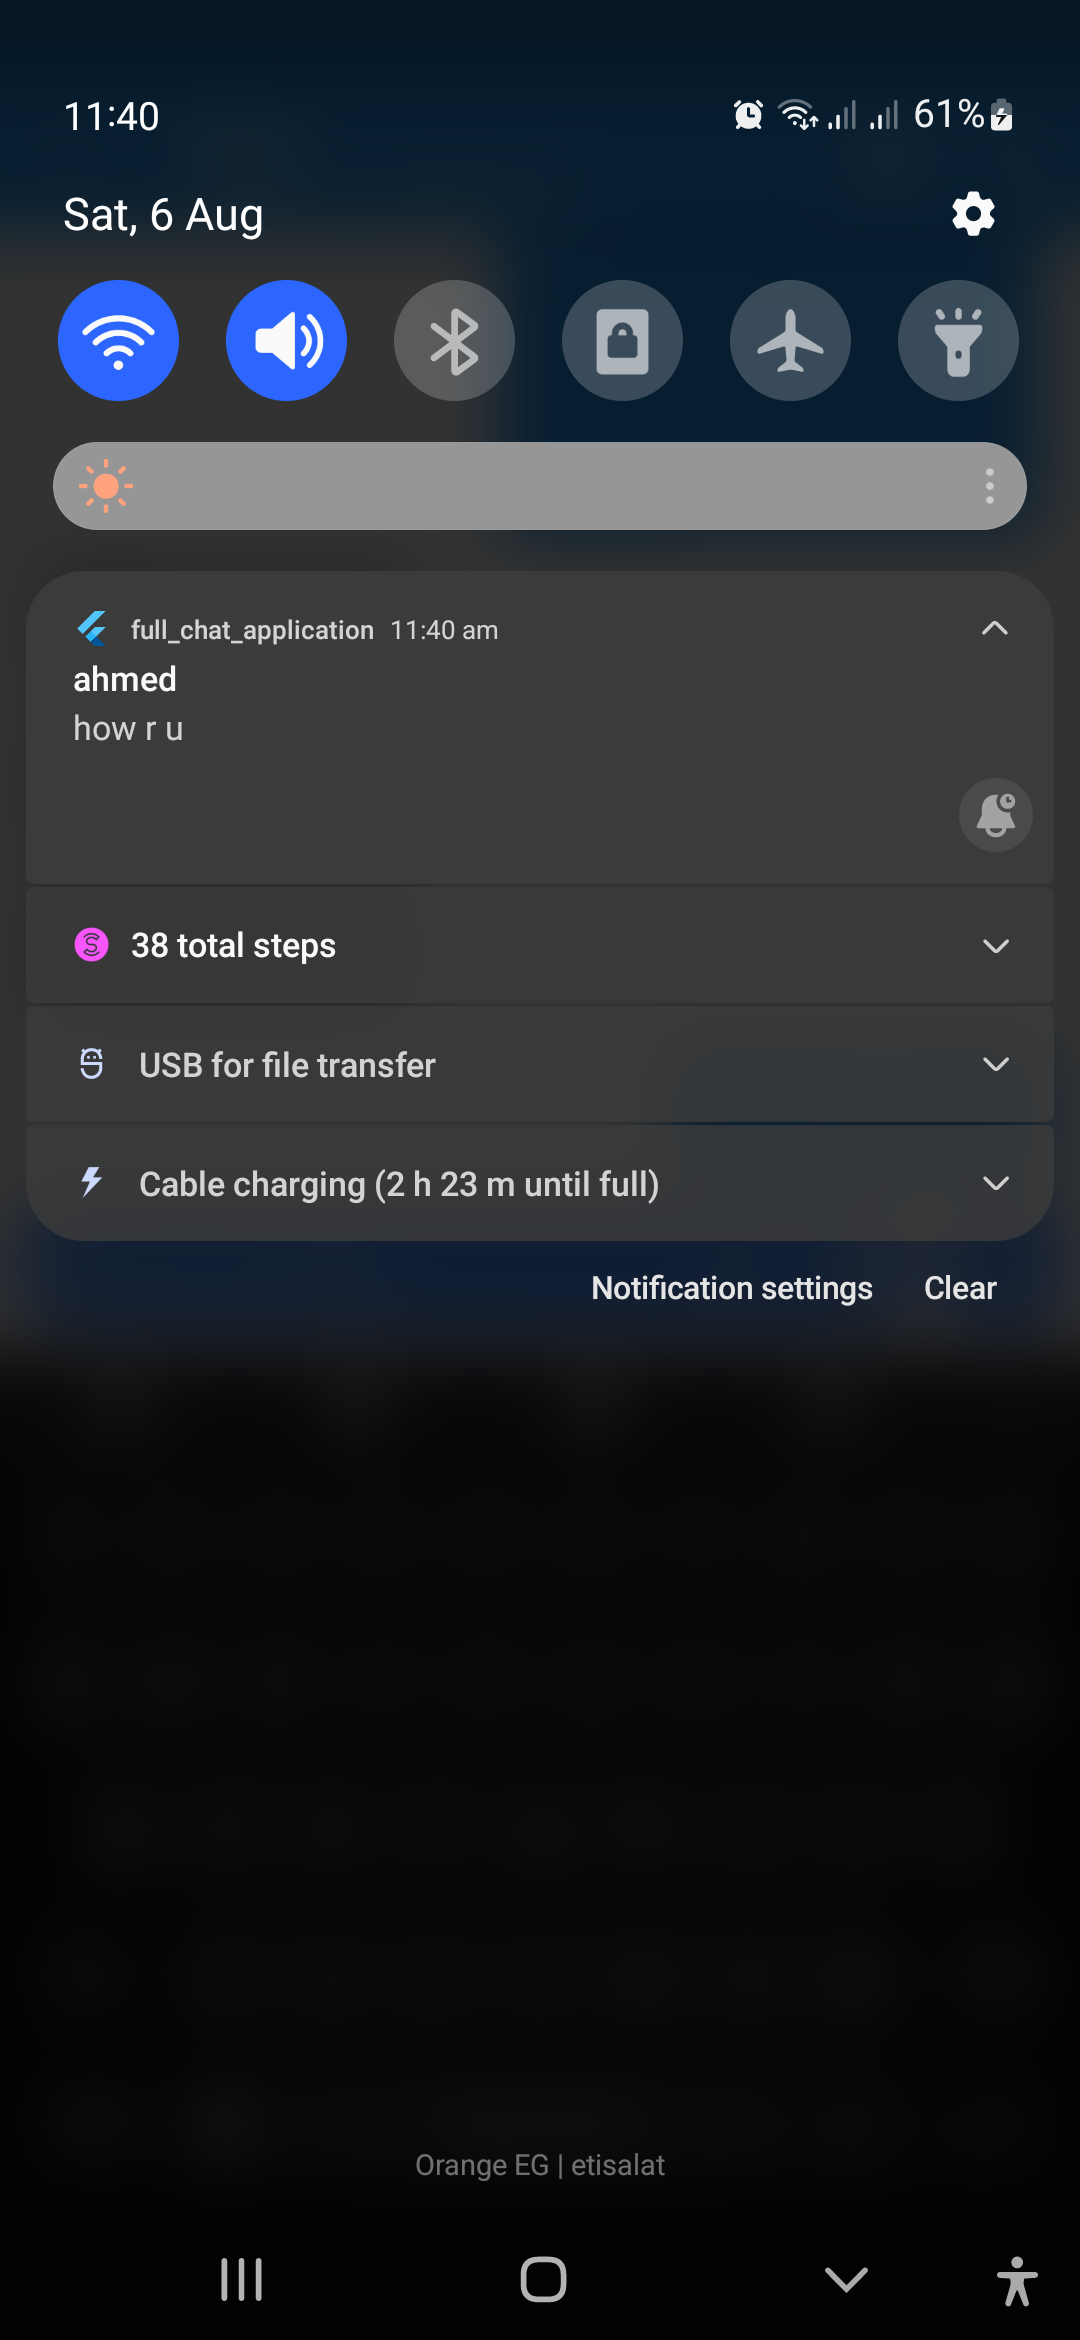 11:40
61%
Sat, 6 Aug
full_chat_application 11:40 am
ahmed
how r u
38 total steps
USB for file transfer
Cable charging (2 h 23 m until full)
Notification settings Clear
Orange EG | etisalat